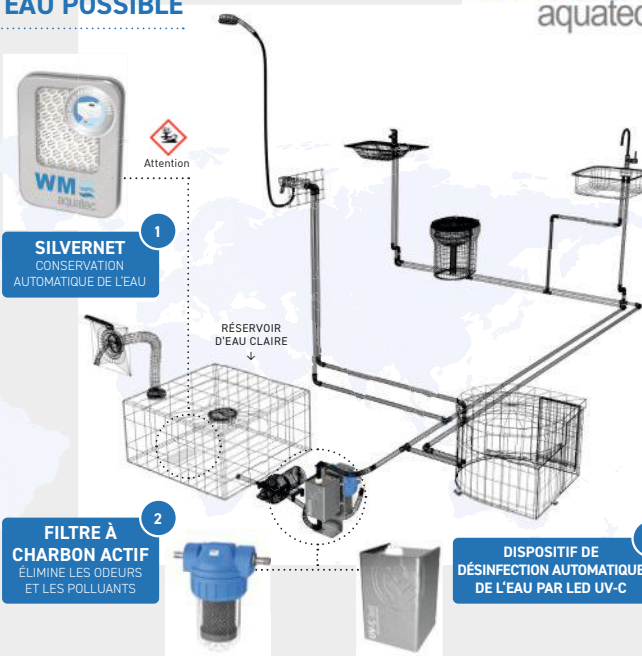 EAU POSSIBLE
aquatec
WM
aquatec
Attention
1
SILVERNET
CONSERVATION
AUTOMATIQUE DE L'EAU
RÉSERVOIR
D'EAU CLAIRE
↓
2
FILTRE À
CHARBON ACTIF
ÉLIMINE LES ODEURS
ET LES POLLUANTS
UV-C
DISPOSITIF DE
DÉSINFECTION AUTOMATIQUE
DE L'EAU PAR LED UV-C